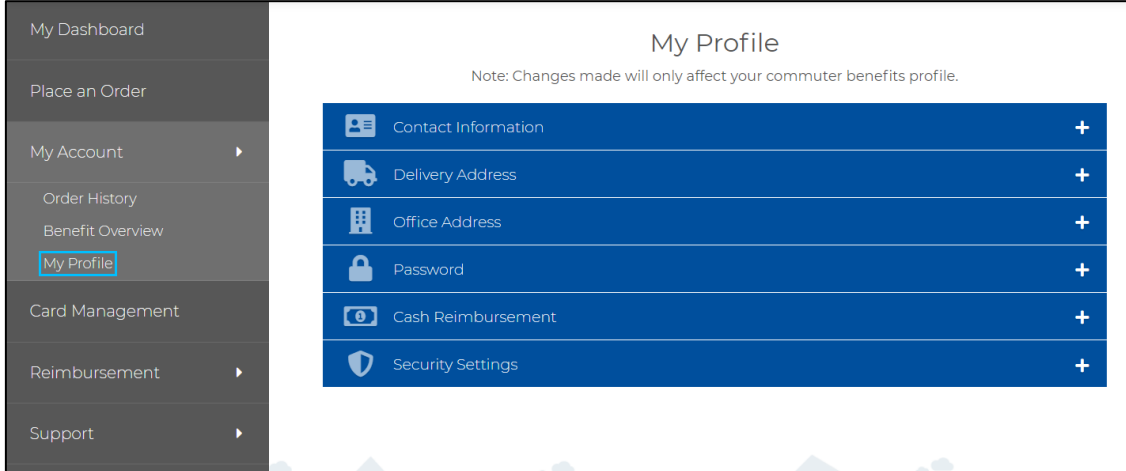 My Dashboard
Place an Order
My Account
Order History
Benefit Overview
My Profile
Card Management
Reimbursement
Support
My Profile
Note: Changes made will only affect your commuter benefits profile.
Contact Information
Delivery Address
Office Address
Password
Cash Reimbursement
Security Settings